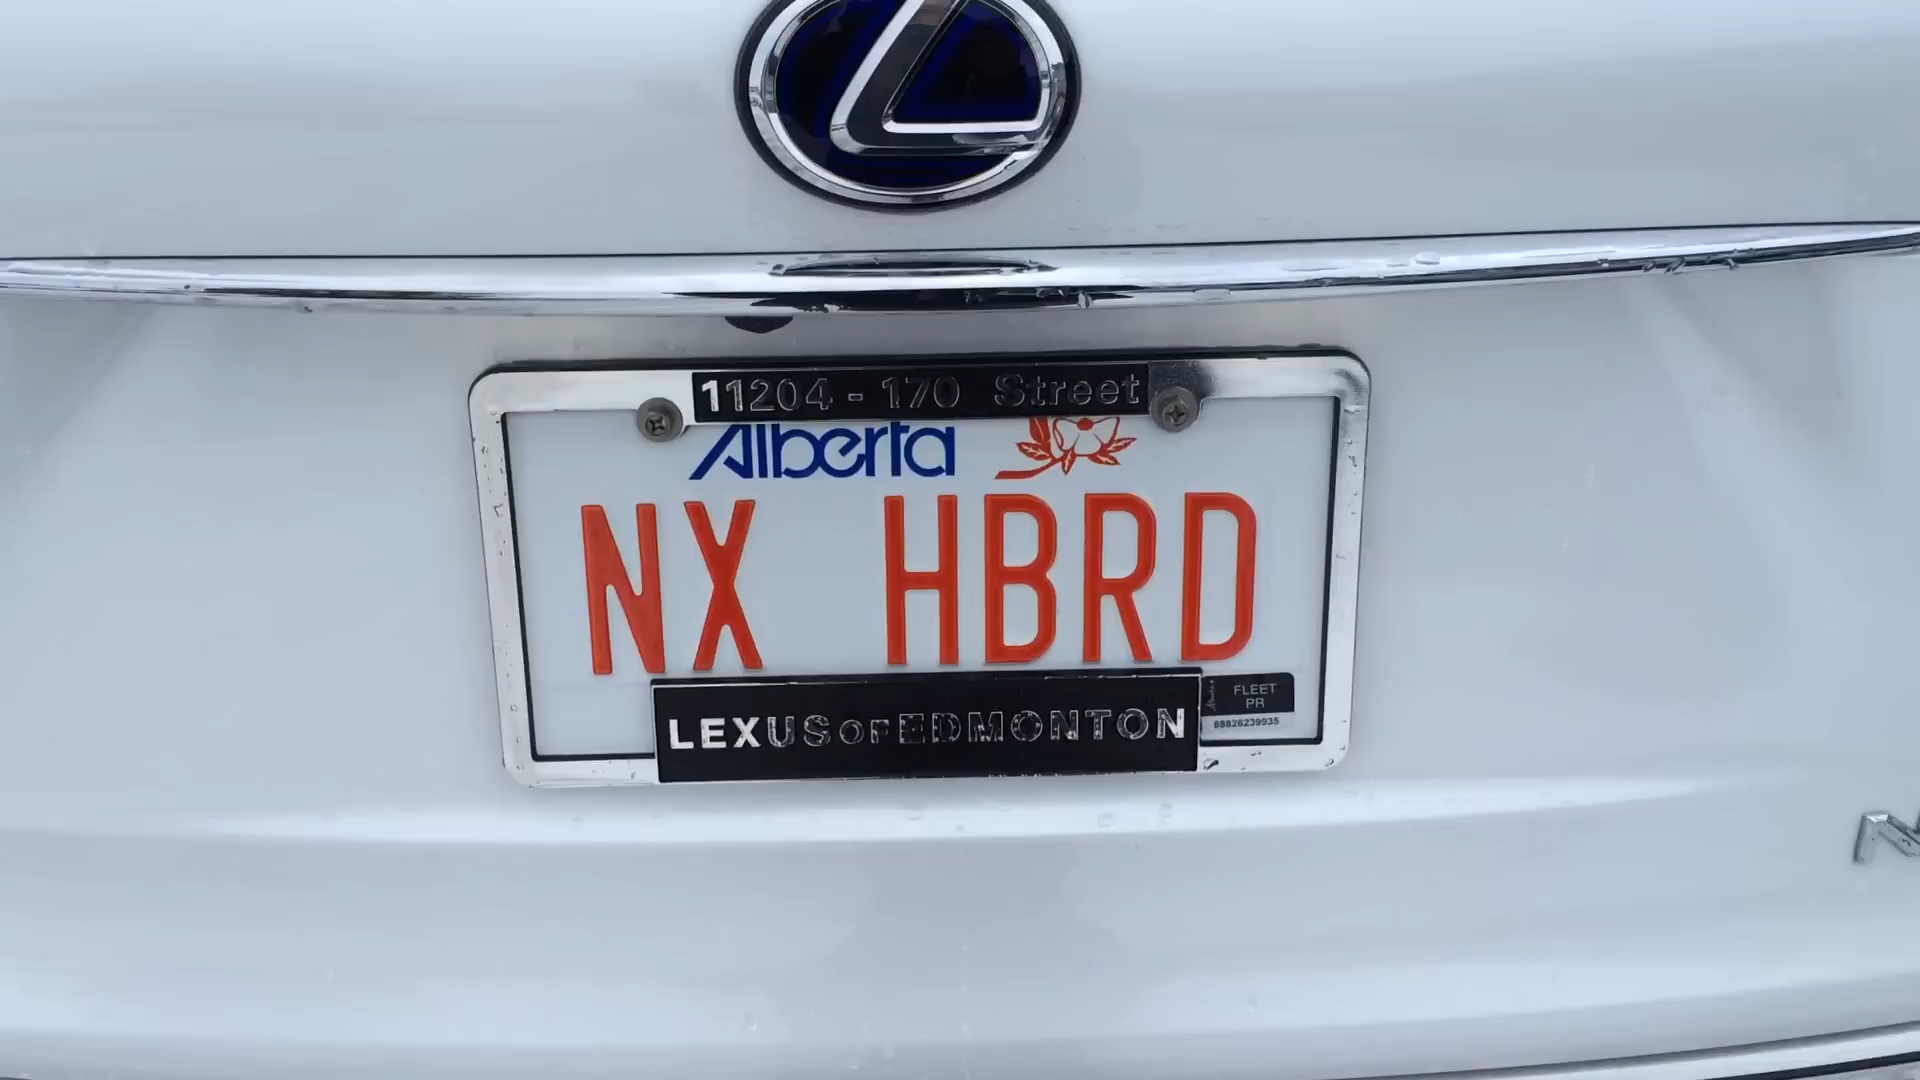 11204 - 170 Street
Alberta
NX HBRD
FLEET
PR
88826239935
LEXUS OF EDMONTON
N